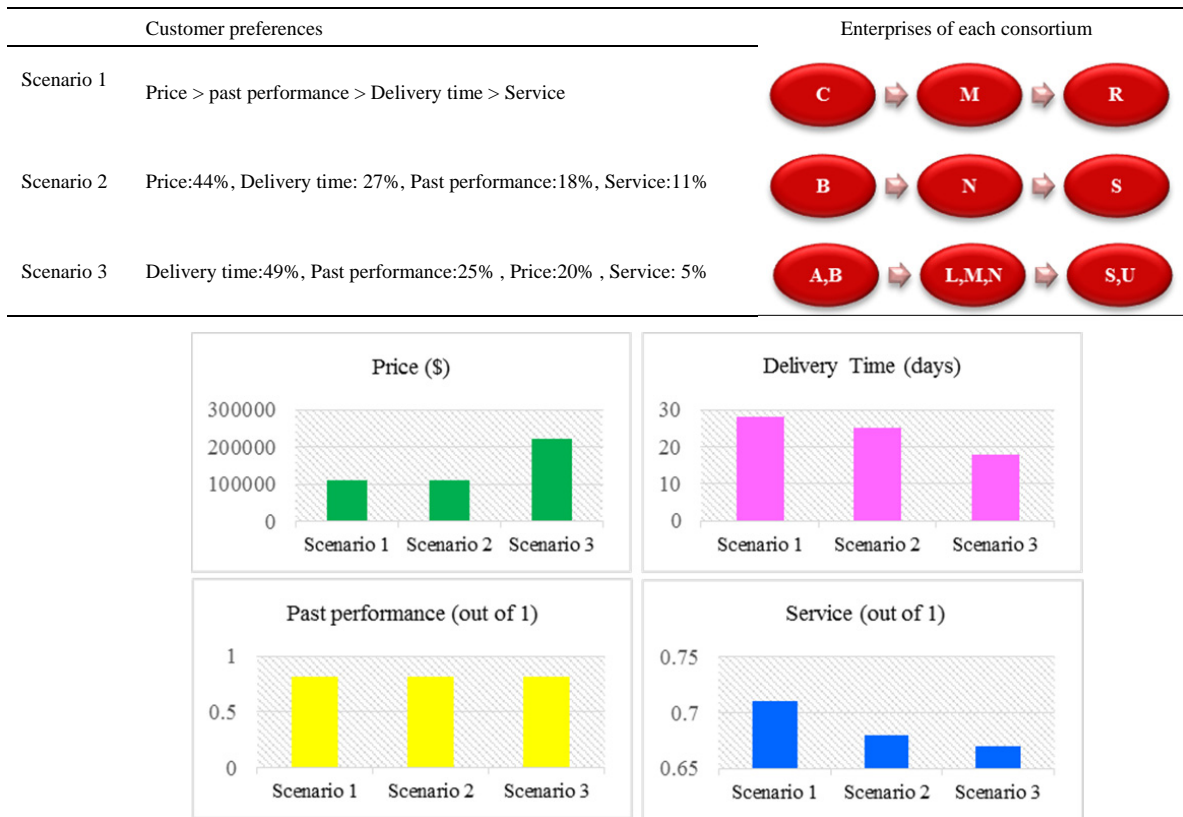 Customer preferences Enterprises of each consortium
Scenario 1 Price > past performance > Delivery time > Service C M R
Scenario 2 Price:44%, Delivery time: 27%, Past performance:18%, Service:11% B N S
Scenario 3 Delivery time:49%, Past performance:25% , Price:20% , Service: 5% A,B L,M,N S,U
Price ($)
300000
200000
100000
0
Scenario 1 Scenario 2 Scenario 3
Delivery Time (days)
30
20
10
0
Scenario 1 Scenario 2 Scenario 3
Past performance (out of 1)
1
0.5
0
Scenario 1 Scenario 2 Scenario 3
Service (out of 1)
0.75
0.7
0.65
Scenario 1 Scenario 2 Scenario 3